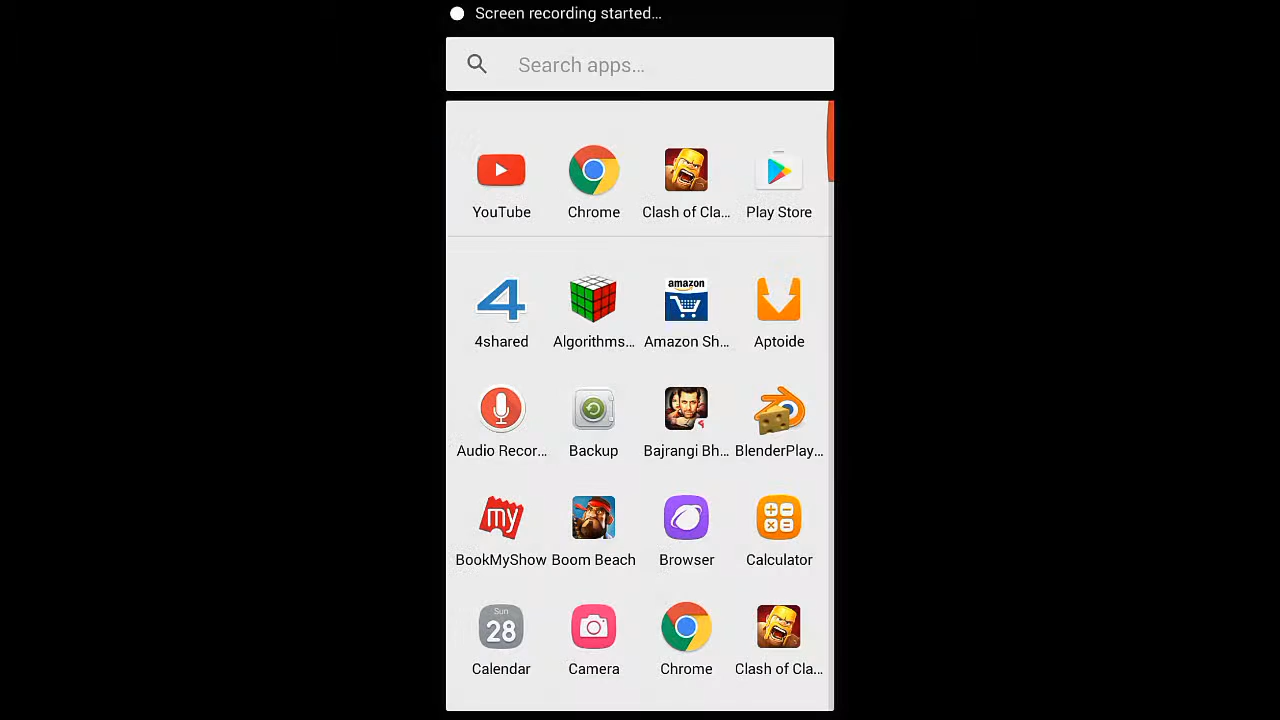 Screen recording started...
Search apps...
YouTube
Chrome
Clash of Cla...
Play Store
amazon
4shared
Algorithms...
Amazon Sh...
Aptoide
Audio Recor...
Backup
Bajrangi Bh...
BlenderPlay...
my
BookMyShow
Boom Beach
Browser
Calculator
Sun
28
Calendar
Camera
Chrome
Clash of Cla...